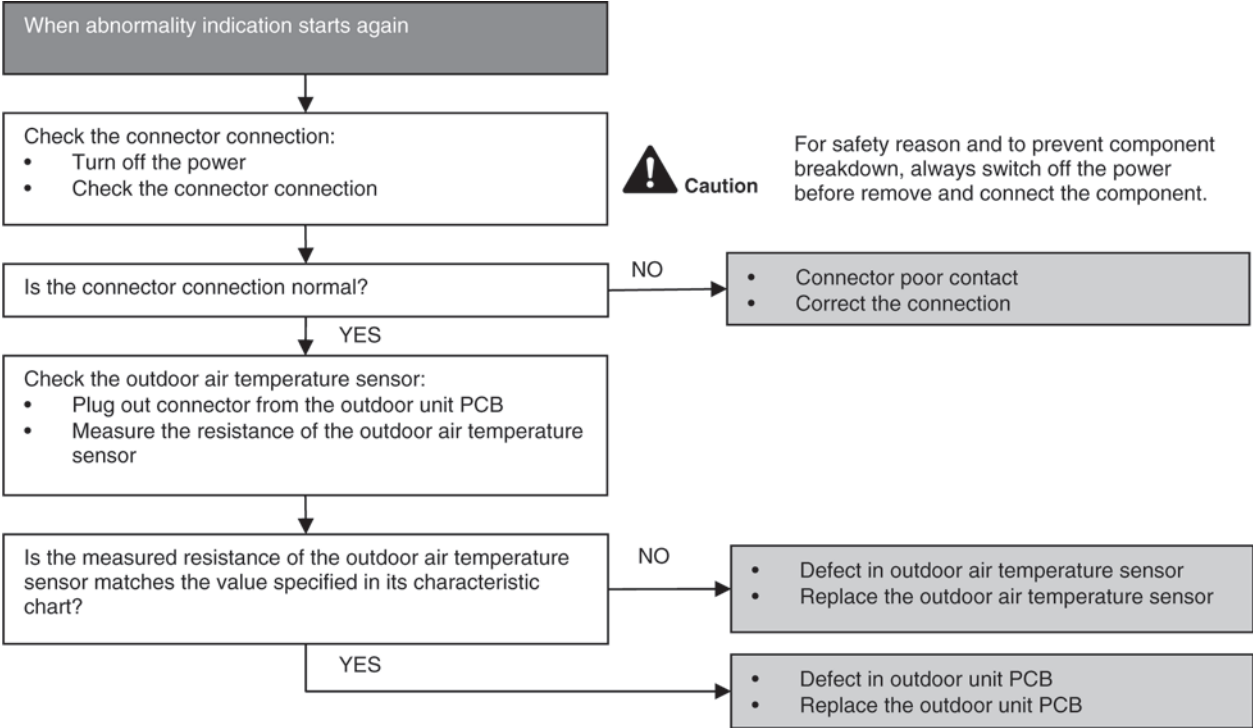 When abnormality indication starts again
Check the connector connection:
• Turn off the power
• Check the connector connection
Caution
For safety reason and to prevent component
breakdown, always switch off the power
before remove and connect the component.
Is the connector connection normal?
NO
• Connector poor contact
• Correct the connection
YES
Check the outdoor air temperature sensor:
• Plug out connector from the outdoor unit PCB
• Measure the resistance of the outdoor air temperature
sensor
Is the measured resistance of the outdoor air temperature
sensor matches the value specified in its characteristic
chart?
NO
• Defect in outdoor air temperature sensor
• Replace the outdoor air temperature sensor
YES
• Defect in outdoor unit PCB
• Replace the outdoor unit PCB